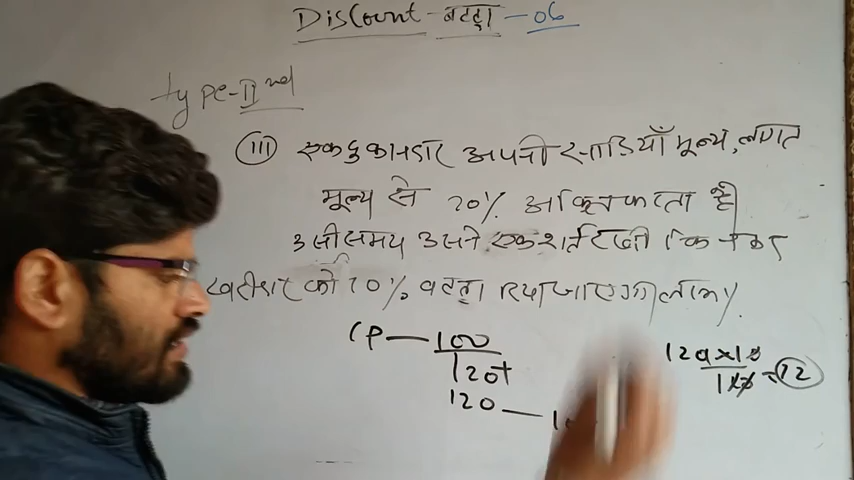 Discount - बट्टा - 06
type-II nd
(III) एक दुकानदार अपनी साड़ियाँ मूल्य, लागत
मूल्य से 20% अंकित करता है
उसी समय उसने एक शर्त रखी कि नकद
खरीदार को 10% बट्टा दिया जाएगा लाभ%
CP — 100
120
120 —
120 × 10
100 = 12